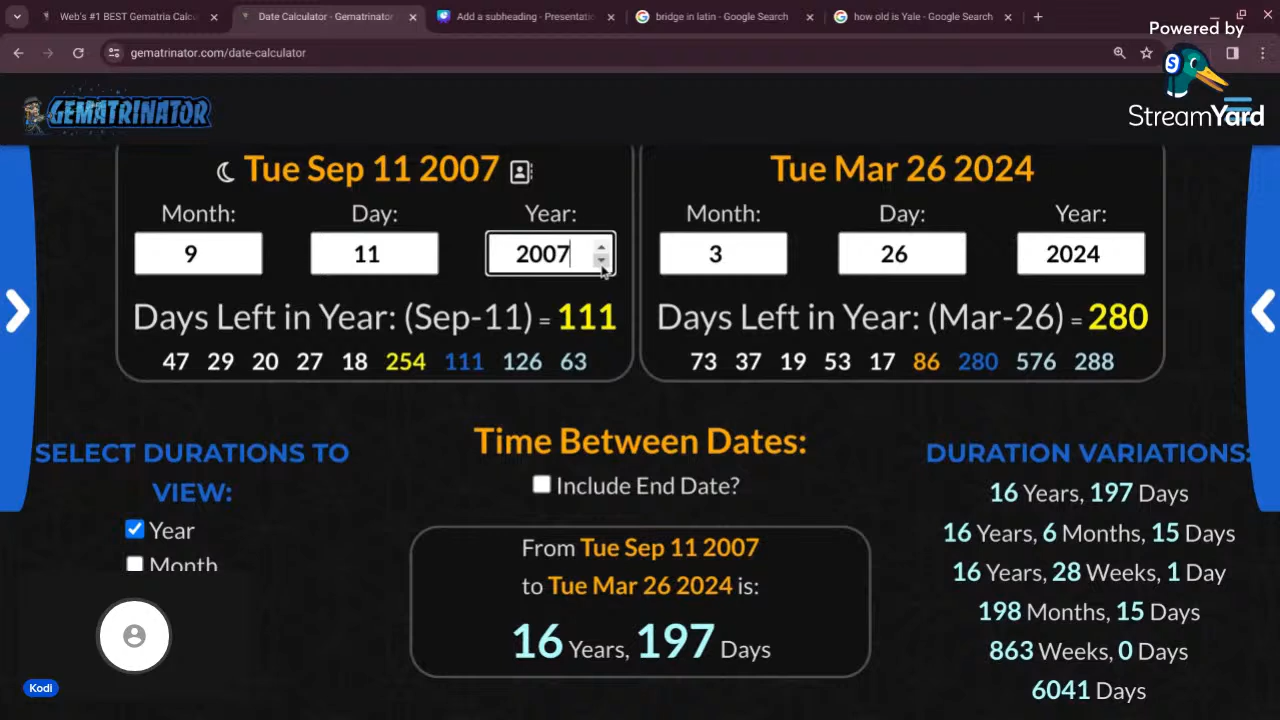 Web's #1 BEST Gematria Calcu
Date Calculator - Gematrinator
Add a subheading - Presentatio
bridge in latin - Google Search
how old is Yale - Google Search
gematrinator.com/date-calculator
Powered by
StreamYard
GEMATRINATOR
Tue Sep 11 2007
Month: Day: Year:
9 11 2007
Days Left in Year: (Sep-11) = 111
47 29 20 27 18 254 111 126 63
Tue Mar 26 2024
Month: Day: Year:
3 26 2024
Days Left in Year: (Mar-26) = 280
73 37 19 53 17 86 280 576 288
SELECT DURATIONS TO
VIEW:
Year
Month
Time Between Dates:
Include End Date?
From Tue Sep 11 2007
to Tue Mar 26 2024 is:
16 Years, 197 Days
DURATION VARIATIONS:
16 Years, 197 Days
16 Years, 6 Months, 15 Days
16 Years, 28 Weeks, 1 Day
198 Months, 15 Days
863 Weeks, 0 Days
6041 Days
Kodi